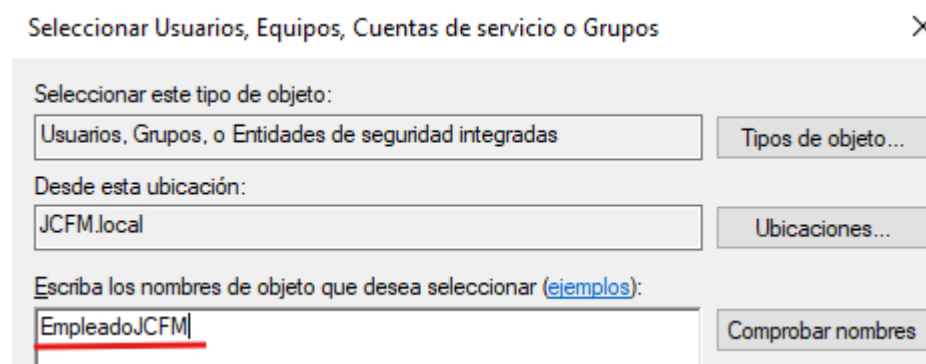 Seleccionar Usuarios, Equipos, Cuentas de servicio o Grupos
Seleccionar este tipo de objeto:
Usuarios, Grupos, o Entidades de seguridad integradas
Tipos de objeto...
Desde esta ubicación:
JCFM.local
Ubicaciones...
Escriba los nombres de objeto que desea seleccionar (ejemplos):
EmpleadoJCFM
Comprobar nombres